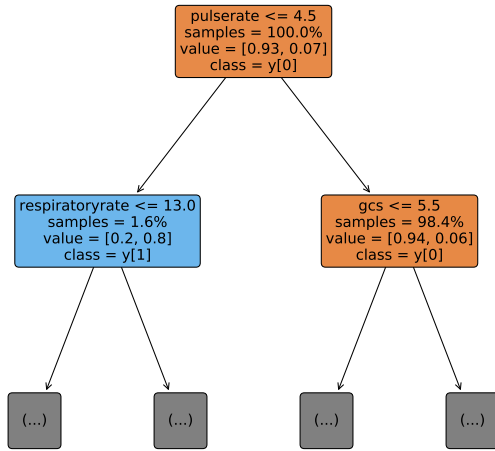 pulserate <= 4.5
samples = 100.0%
value = [0.93, 0.07]
class = y[0]
respiratoryrate <= 13.0
samples = 1.6%
value = [0.2, 0.8]
class = y[1]
gcs <= 5.5
samples = 98.4%
value = [0.94, 0.06]
class = y[0]
(...)
(...)
(...)
(...)